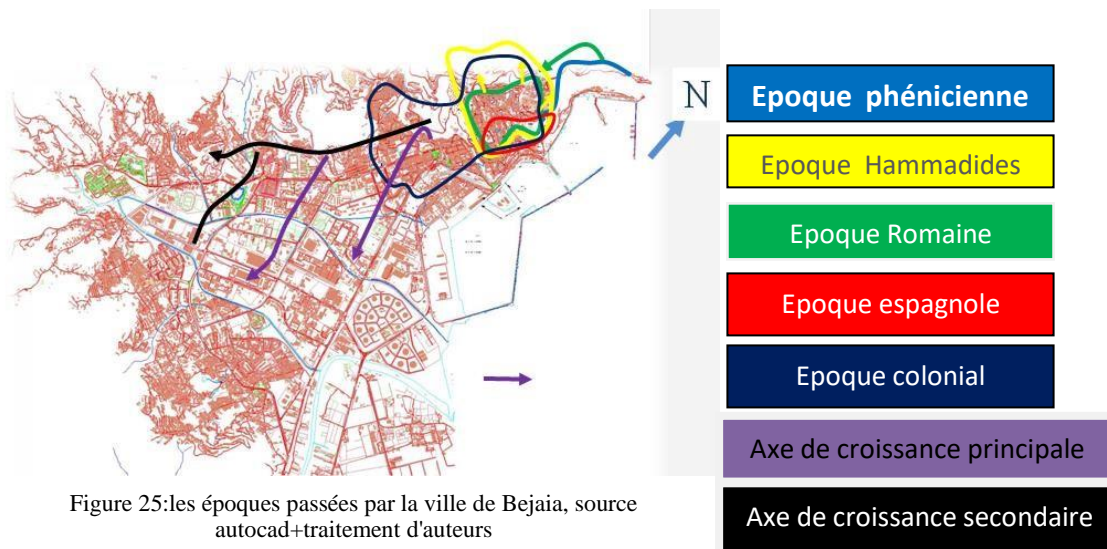 N
Epoque phénicienne
Epoque Hammadides
Epoque Romaine
Epoque espagnole
Epoque colonial
Axe de croissance principale
Axe de croissance secondaire
Figure 25:les époques passées par la ville de Bejaia, source
autocad+traitement d'auteurs